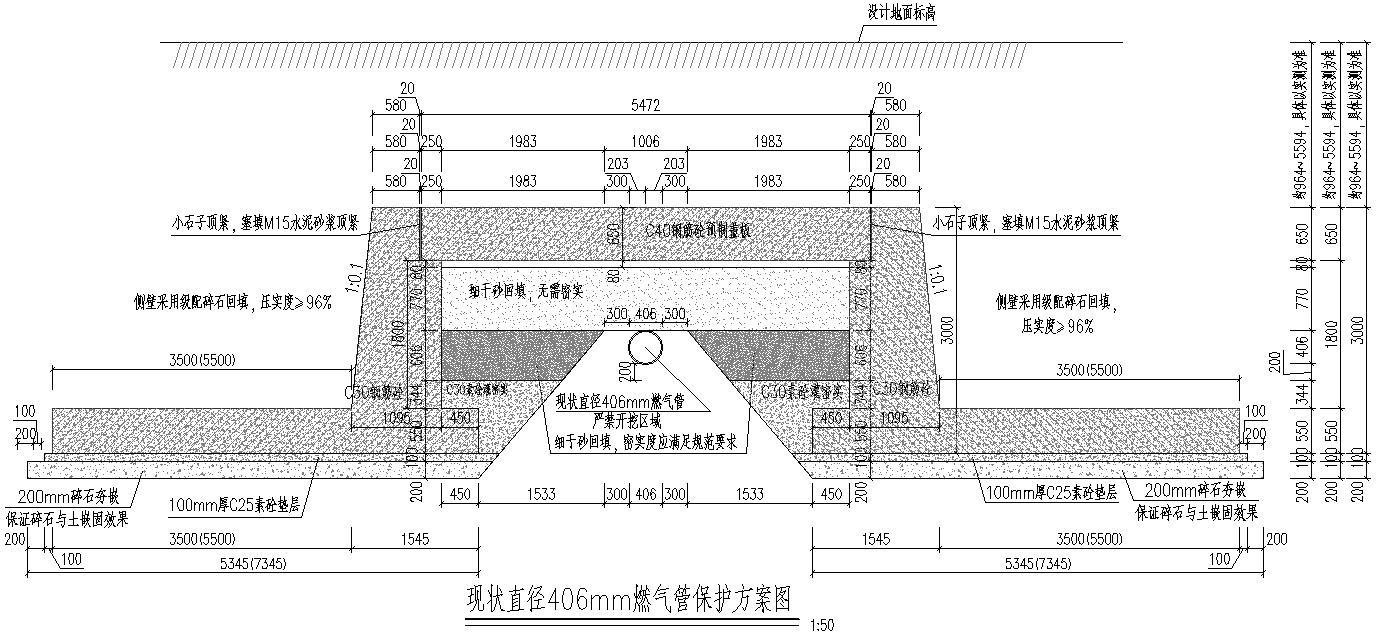 设计地面标高
20 20
580 5472 580
20 20
580 250 1983 1006 1983 250 580
20 203 203 20
580 250 1983 300 300 1983 250 580
小石子顶紧，塞填M15水泥砂浆顶紧
小石子顶紧，塞填M15水泥砂浆顶紧
C40钢筋砼预制盖板
650
80
80
80
1:0.1
1:0.1
细干砂回填，无需密实
770
770
侧壁采用级配碎石回填，压实度≥96%
侧壁采用级配碎石回填，
压实度≥96%
300 406 300
1800
3000
606
606
200
3500(5500)
3500(5500)
C30钢筋砼
C30素砼灌密实
C30素砼灌密实
C30钢筋砼
344
344
现状直径406mm燃气管
严禁开挖区域
细干砂回填，密实度应满足规范要求
1095 450
450 1095
550
550
100
200
100
200
100
100
200
200
200mm碎石夯嵌
保证碎石与土嵌固效果
100mm厚C25素砼垫层
100mm厚C25素砼垫层
200mm碎石夯嵌
保证碎石与土嵌固效果
450 1533 300 406 300 1533 450
200 3500(5500) 1545
1545 3500(5500) 200
100
100
5345(7345)
5345(7345)
约964~5594，具体以实测为准
约964~5594，具体以实测为准
约964~5594，具体以实测为准
650
80
770
406
200
344
550
100
200
650
1800
550
100
200
3000
100
200
现状直径406mm燃气管保护方案图
1:50